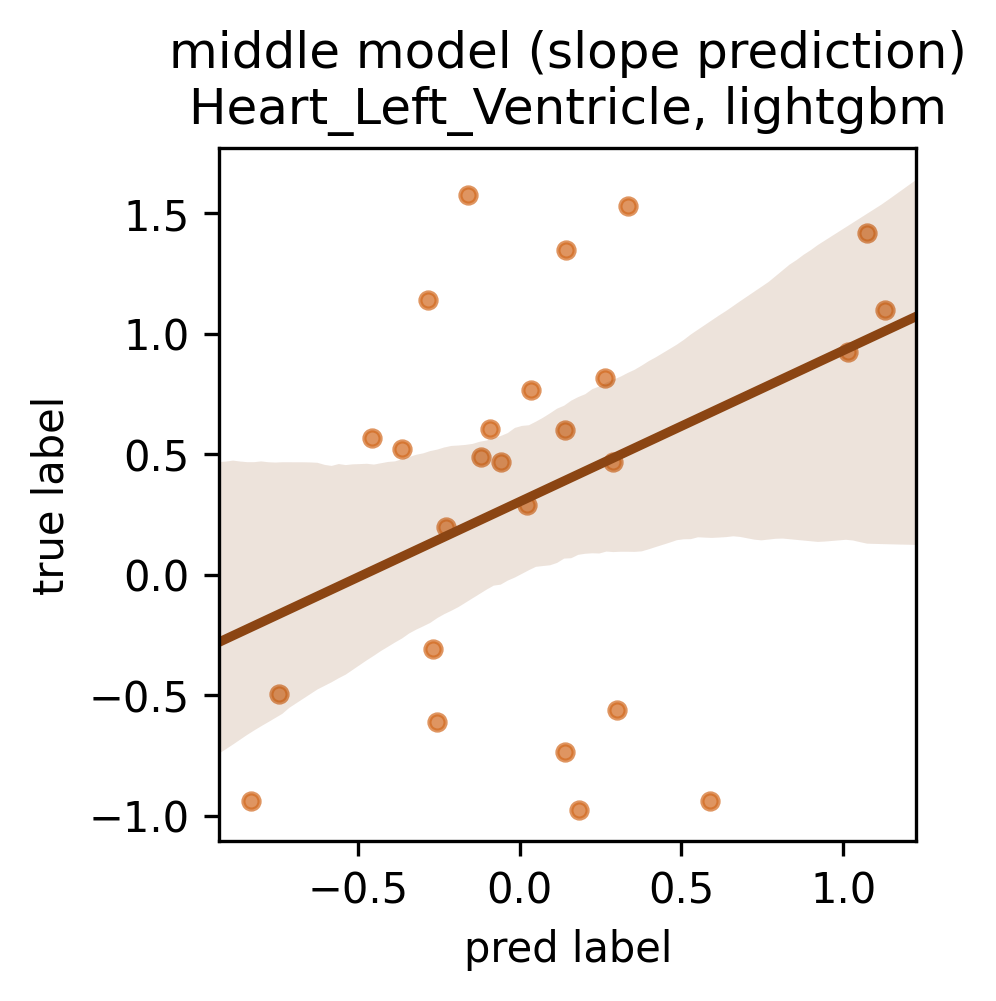 middle model (slope prediction)
Heart_Left_Ventricle, lightgbm
1.5
1.0
0.5
0.0
−0.5
−1.0
true label
−0.5
0.0
0.5
1.0
pred label